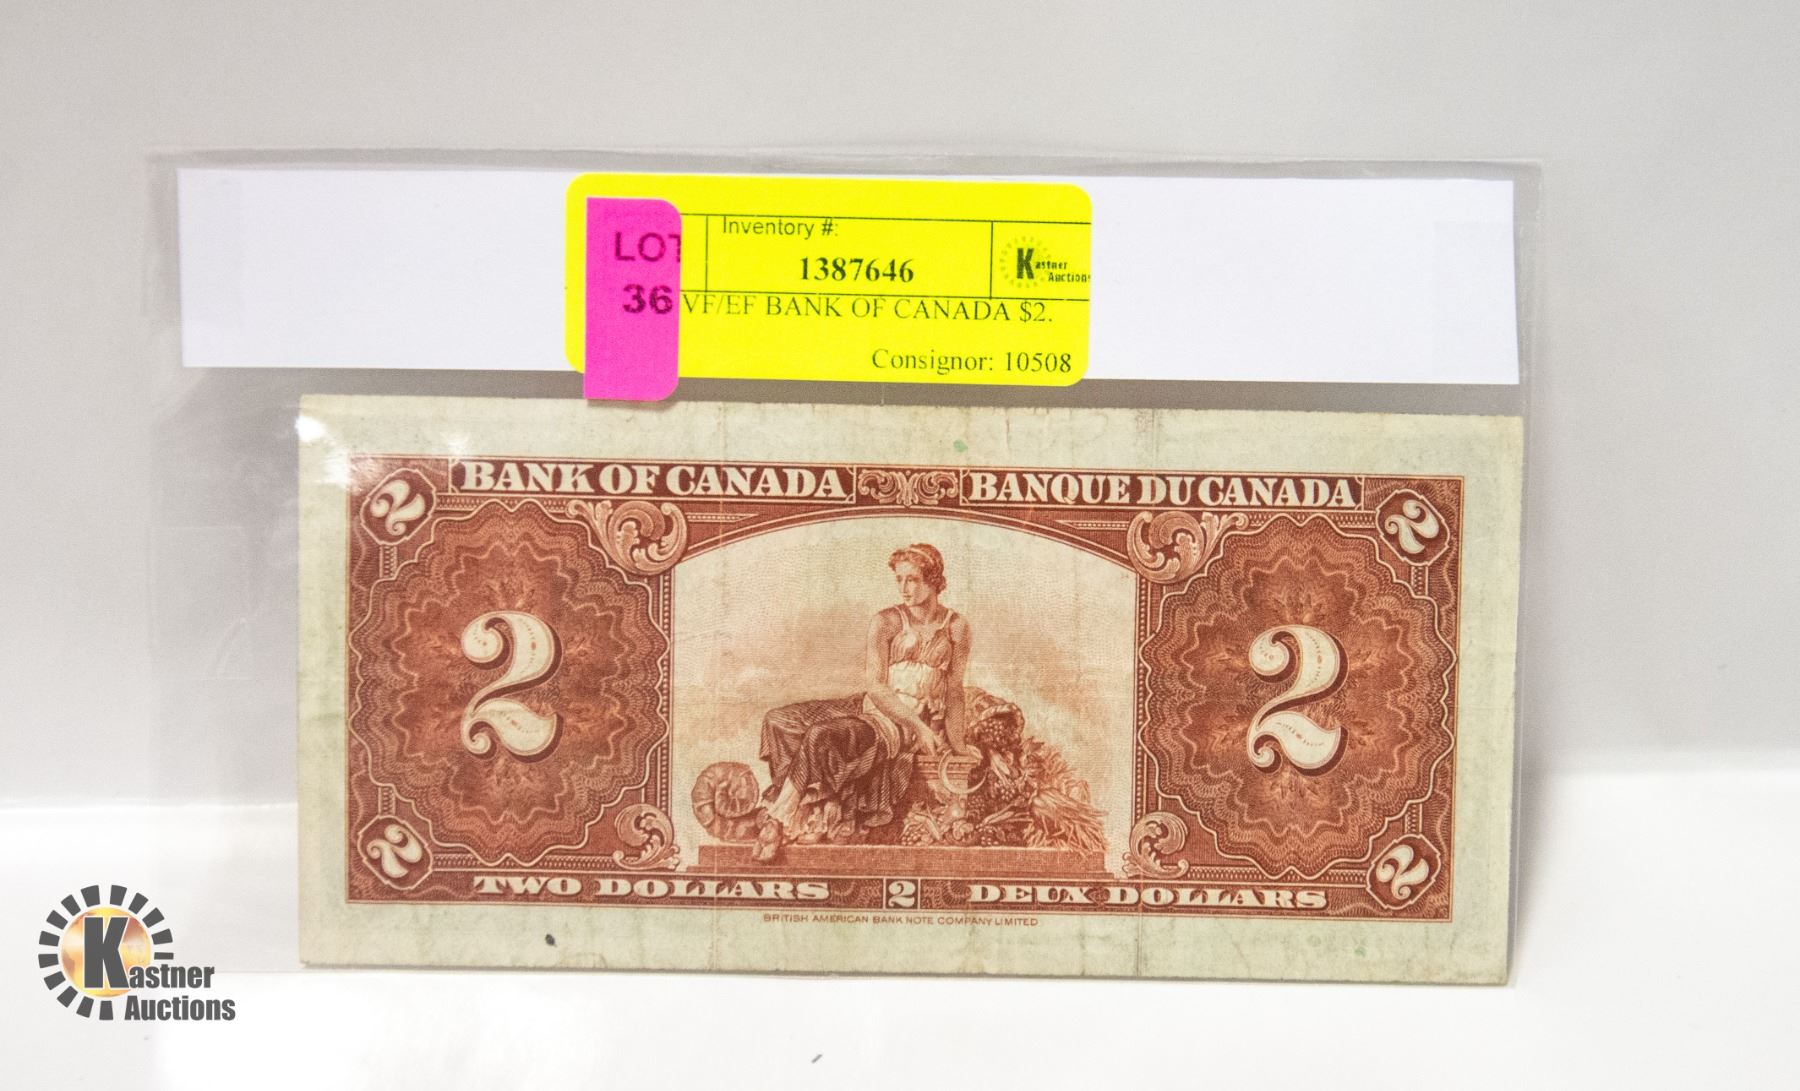 LOT
36
Inventory #:
1387646
Kastner
Auctions
VF/EF BANK OF CANADA $2.
Consignor: 10508
BANK OF CANADA BANQUE DU CANADA
2 2
2 2
2 2
TWO DOLLARS 2 DEUX DOLLARS
BRITISH AMERICAN BANK NOTE COMPANY LIMITED
Kastner
Auctions